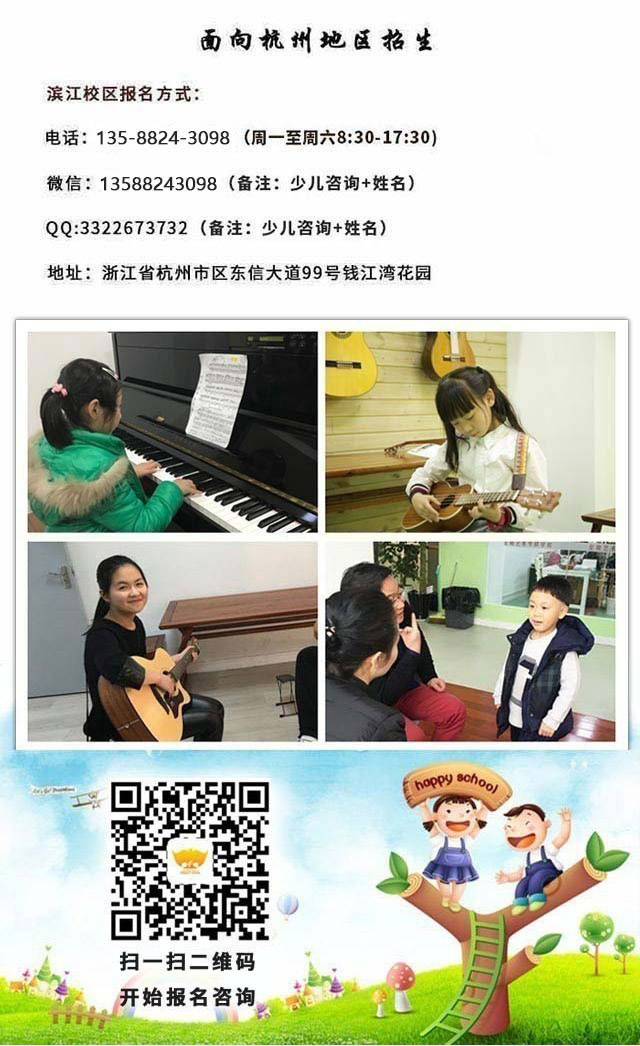 面向杭州地区招生
滨江校区报名方式：
电话：135-8824-3098（周一至周六8:30-17:30)
微信：13588243098（备注：少儿咨询+姓名）
QQ:3322673732（备注：少儿咨询+姓名）
地址：浙江省杭州市区东信大道99号钱江湾花园
happy school
扫一扫二维码
开始报名咨询